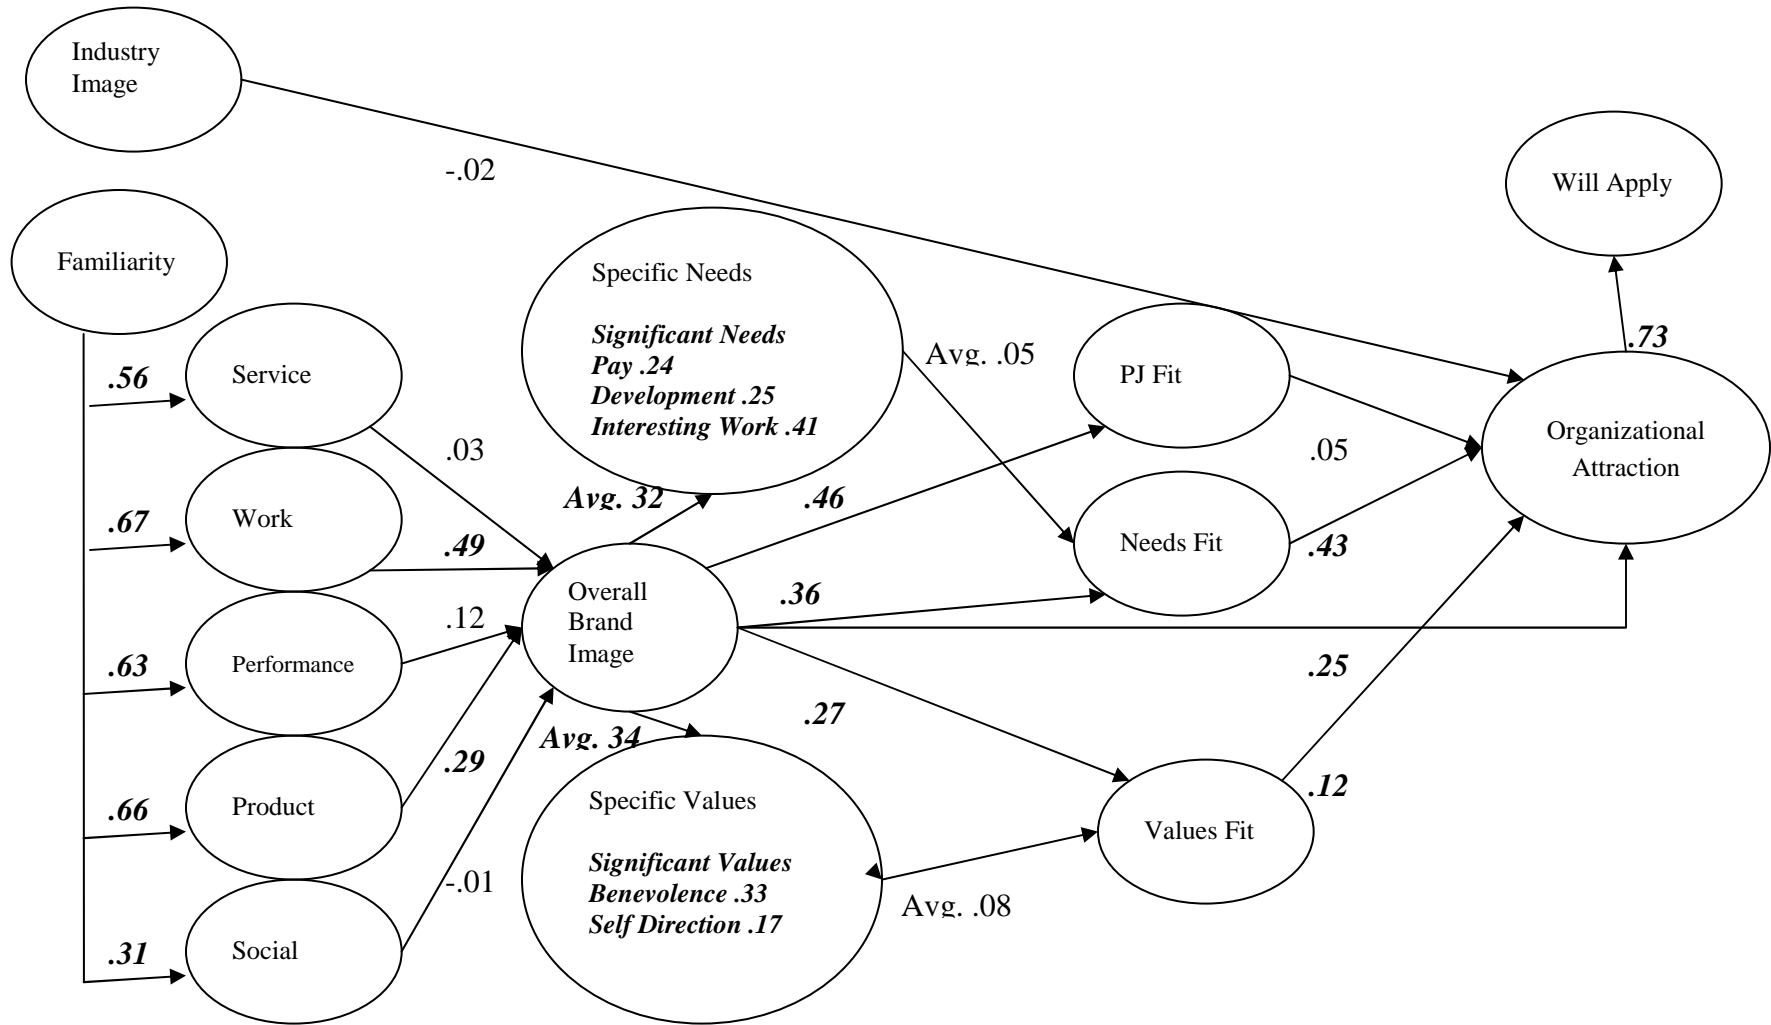 Industry
Image
-.02
Will Apply
Familiarity
Specific Needs
Significant Needs
Pay .24
Development .25
Interesting Work .41
Avg. .05
.73
.56
Service
.03
PJ Fit
.05
Organizational
Attraction
Avg. 32
.46
.67
Work
.49
Needs Fit
.43
Overall
Brand
Image
.36
.12
.63
Performance
.25
.27
Avg. 34
.29
.66
Product
.12
Specific Values
Significant Values
Benevolence .33
Self Direction .17
Values Fit
-.01
Avg. .08
.31
Social